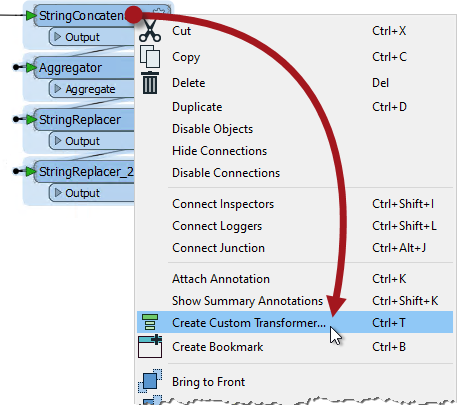 StringConcaten
Output
Aggregator
Aggregate
StringReplacer
Output
StringReplacer_2
Output
Cut Ctrl+X
Copy Ctrl+C
Delete Del
Duplicate Ctrl+D
Disable Objects
Hide Connections
Disable Connections
Connect Inspectors Ctrl+Shift+I
Connect Loggers Ctrl+Shift+L
Connect Junction Ctrl+Alt+J
Attach Annotation Ctrl+K
Show Summary Annotations Ctrl+Shift+K
Create Custom Transformer... Ctrl+T
Create Bookmark Ctrl+B
Bring to Front